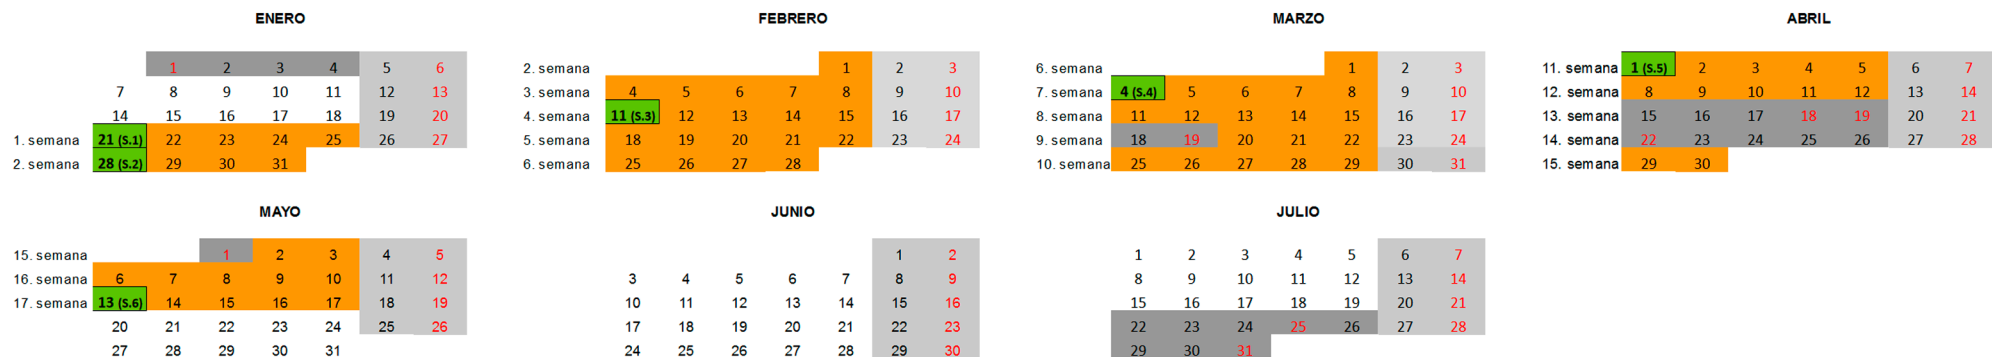 ENERO
1 2 3 4 5 6
7 8 9 10 11 12 13
14 15 16 17 18 19 20
1. semana 21 (S.1) 22 23 24 25 26 27
2. semana 28 (S.2) 29 30 31
FEBRERO
2. semana 1 2 3
3. semana 4 5 6 7 8 9 10
4. semana 11 (S.3) 12 13 14 15 16 17
5. semana 18 19 20 21 22 23 24
6. semana 25 26 27 28
MARZO
6. semana 1 2 3
7. semana 4 (S.4) 5 6 7 8 9 10
8. semana 11 12 13 14 15 16 17
9. semana 18 19 20 21 22 23 24
10. semana 25 26 27 28 29 30 31
ABRIL
11. semana 1 (S.5) 2 3 4 5 6 7
12. semana 8 9 10 11 12 13 14
13. semana 15 16 17 18 19 20 21
14. semana 22 23 24 25 26 27 28
15. semana 29 30
MAYO
15. semana 1 2 3 4 5
16. semana 6 7 8 9 10 11 12
17. semana 13 (S.6) 14 15 16 17 18 19
20 21 22 23 24 25 26
27 28 29 30 31
JUNIO
1 2
3 4 5 6 7 8 9
10 11 12 13 14 15 16
17 18 19 20 21 22 23
24 25 26 27 28 29 30
JULIO
1 2 3 4 5 6 7
8 9 10 11 12 13 14
15 16 17 18 19 20 21
22 23 24 25 26 27 28
29 30 31